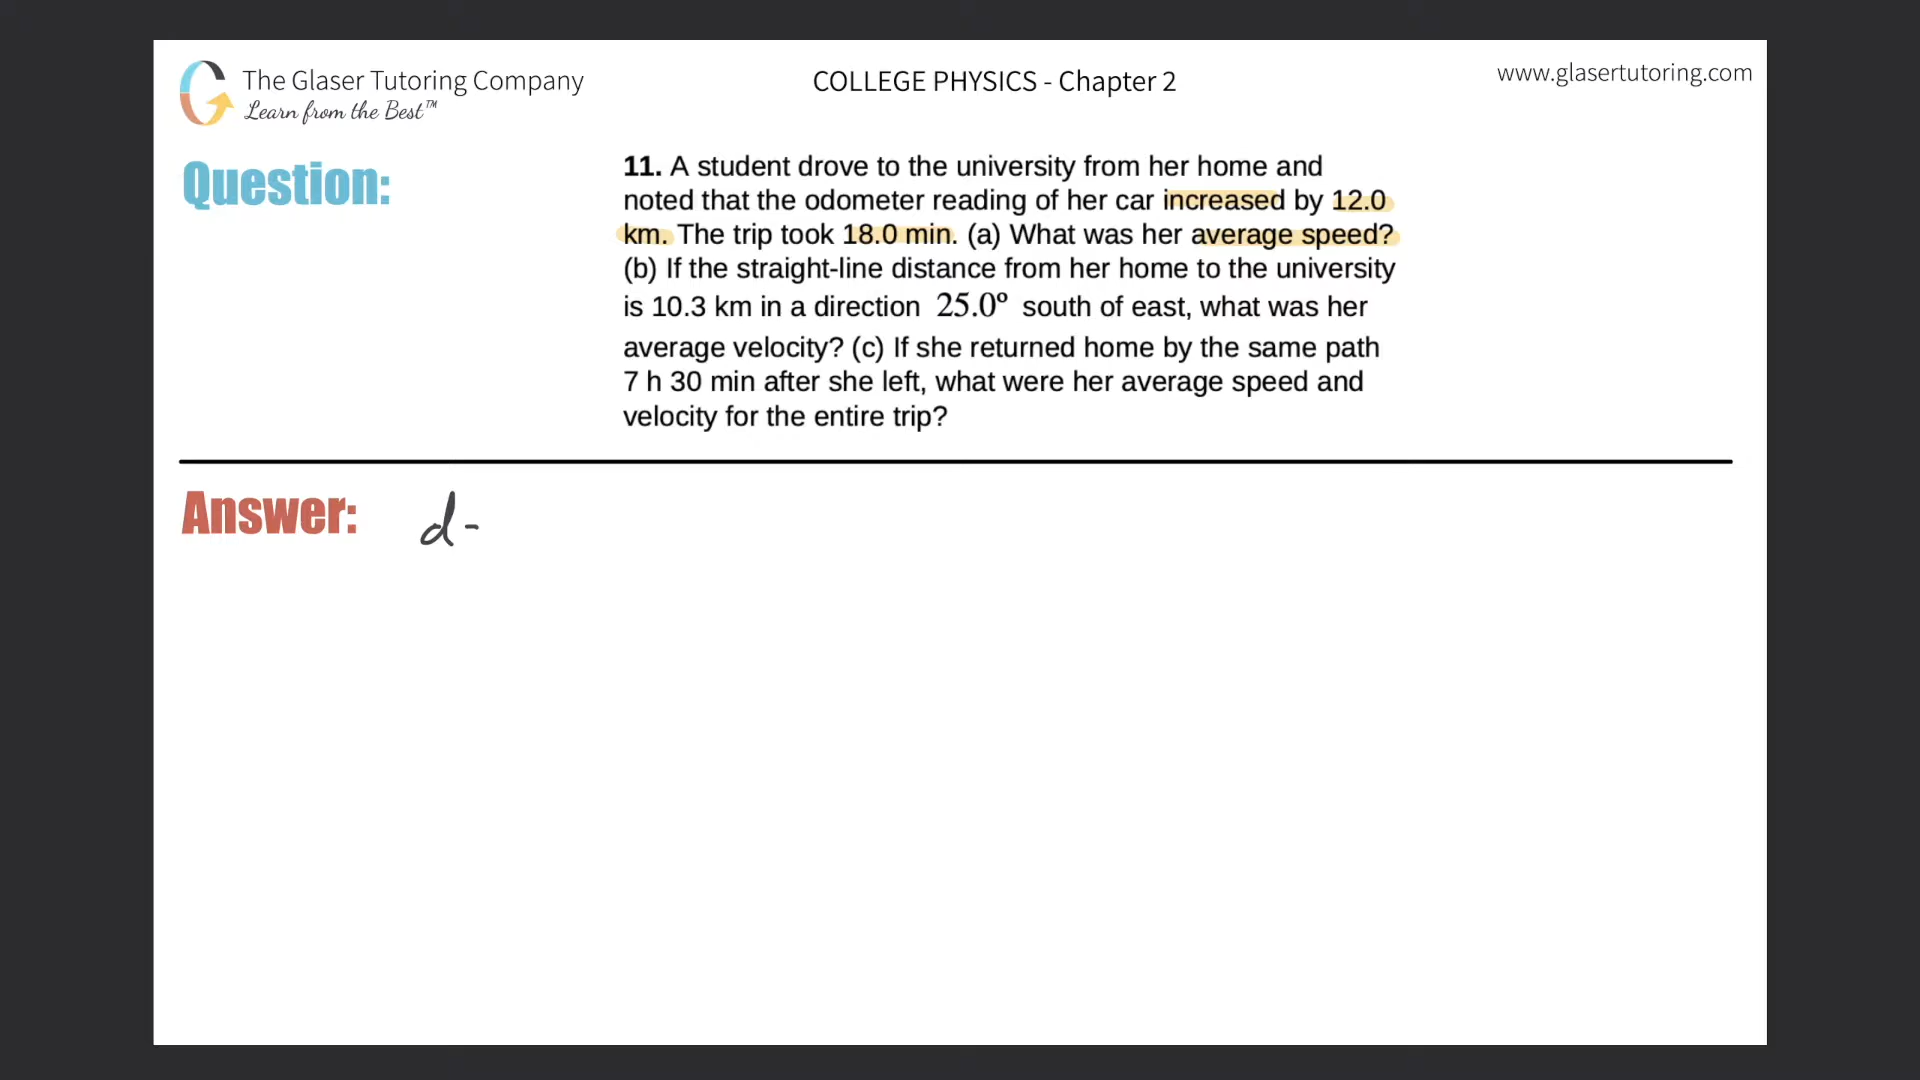 The Glaser Tutoring Company
Learn from the Best™
COLLEGE PHYSICS - Chapter 2
www.glasertutoring.com
Question:
11. A student drove to the university from her home and
noted that the odometer reading of her car increased by 12.0
km. The trip took 18.0 min. (a) What was her average speed?
(b) If the straight-line distance from her home to the university
is 10.3 km in a direction 25.0º south of east, what was her
average velocity? (c) If she returned home by the same path
7 h 30 min after she left, what were her average speed and
velocity for the entire trip?
Answer:
d-